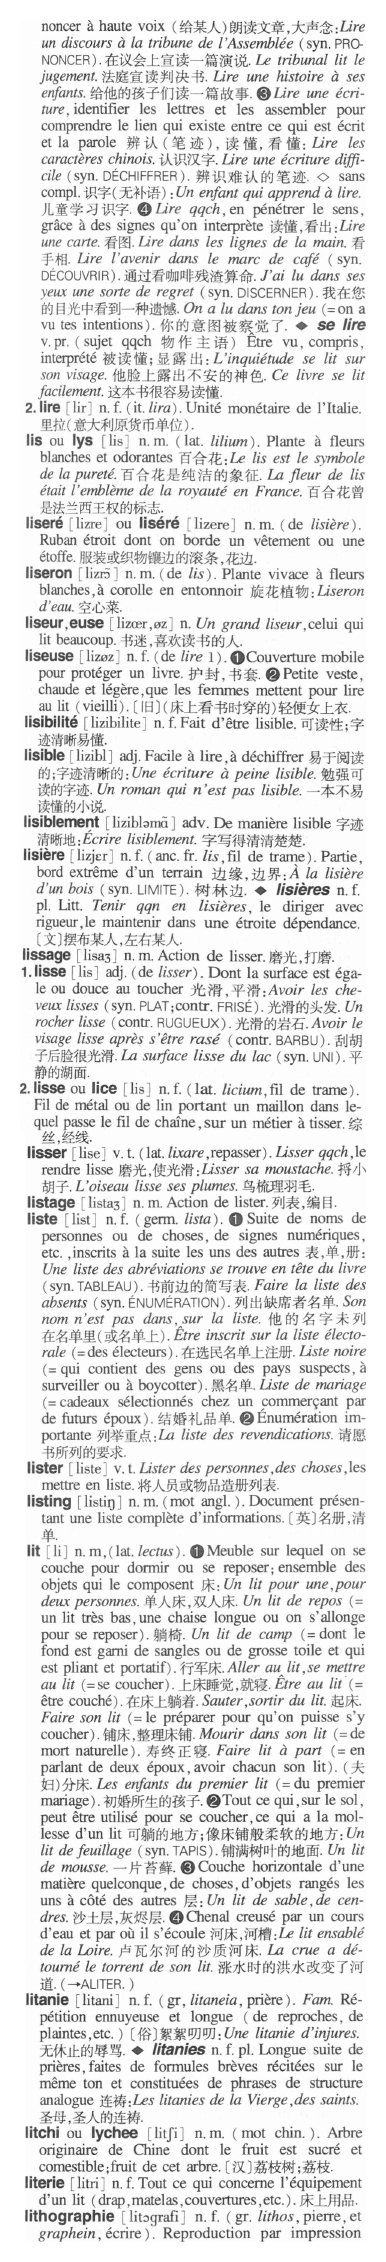 noncer à haute voix (给某人)朗读文章,大声念:Lire
un discours à la tribune de l'Assemblée (syn. PRO-
NONCER). 在议会上宣读一篇演说. Le tribunal lit le
jugement. 法庭宣读判决书. Lire une histoire à ses
enfants. 给他的孩子们读一篇故事. ❸ Lire une écri-
ture, identifier les lettres et les assembler pour
comprendre le lien qui existe entre ce qui est écrit
et la parole 辨认(笔迹),读懂,看懂: Lire les
caractères chinois. 认识汉字. Lire une écriture diffi-
cile (syn. DÉCHIFFRER). 辨识难认的笔迹. ◇ sans
compl. 识字(无补语): Un enfant qui apprend à lire.
儿童学习识字. ❹ Lire qqch, en pénétrer le sens,
grâce à des signes qu'on interprète 读懂,看出:Lire
une carte. 看图. Lire dans les lignes de la main. 看
手相. Lire l'avenir dans le marc de café (syn.
DÉCOUVRIR). 通过看咖啡残渣算命. J'ai lu dans ses
yeux une sorte de regret (syn. DISCERNER). 我在您
的目光中看到一种遗憾. On a lu dans ton jeu (= on a
vu tes intentions). 你的意图被察觉了. ◆ se lire
v. pr. (sujet qqch 物作主语) Être vu, compris,
interprété 被读懂;显露出: L'inquiétude se lit sur
son visage. 他脸上露出不安的神色. Ce livre se lit
facilement. 这本书很容易读懂.
2. lire [lir] n. f. (it. lira). Unité monétaire de l'Italie.
里拉(意大利原货币单位).
lis ou lys [lis] n. m. (lat. lilium). Plante à fleurs
blanches et odorantes 百合花: Le lis est le symbole
de la pureté. 百合花是纯洁的象征. La fleur de lis
était l'emblème de la royauté en France. 百合花曾
是法兰西王权的标志.
liseré [lizre] ou liséré [lizere] n. m. (de lisière).
Ruban étroit dont on borde un vêtement ou une
étoffe. 服装或织物镶边的滚条,花边.
liseron [lizrɔ̃] n. m. (de lis). Plante vivace à fleurs
blanches, à corolle en entonnoir 旋花植物: Liseron
d'eau. 空心菜.
liseur, euse [lizœr,øz] n. Un grand liseur, celui qui
lit beaucoup. 书迷,喜欢读书的人.
liseuse [lizøz] n. f. (de lire 1). ❶ Couverture mobile
pour protéger un livre. 护封,书套. ❷ Petite veste,
chaude et légère, que les femmes mettent pour lire
au lit (vieilli). 〔旧〕(床上看书时穿的)轻便女上衣.
lisibilité [lizibilite] n. f. Fait d'être lisible. 可读性;字
迹清晰易懂.
lisible [lizibl] adj. Facile à lire, à déchiffrer 易于阅读
的;字迹清晰的: Une écriture à peine lisible. 勉强可
读的字迹. Un roman qui n'est pas lisible. 一本不易
读懂的小说.
lisiblement [liziblǝmɑ̃] adv. De manière lisible 字迹
清晰地: Écrire lisiblement. 字写得清清楚楚.
lisière [lizjɛr] n. f. (anc. fr. lis, fil de trame). Partie,
bord extrême d'un terrain 边缘,边界: À la lisière
d'un bois (syn. LIMITE). 树林边. ◆ lisières n. f.
pl. Litt. Tenir qqn en lisières, le diriger avec
rigueur, le maintenir dans une étroite dépendance.
〔文〕摆布某人,左右某人.
lissage [lisaʒ] n. m. Action de lisser. 磨光,打磨.
1. lisse [lis] adj. (de lisser). Dont la surface est éga-
le ou douce au toucher 光滑,平滑: Avoir les che-
veux lisses (syn. PLAT; contr. FRISÉ). 光滑的头发. Un
rocher lisse (contr. RUGUEUX). 光滑的岩石. Avoir le
visage lisse après s'être rasé (contr. BARBU). 刮胡
子后脸很光滑. La surface lisse du lac (syn. UNI). 平
静的湖面.
2. lisse ou lice [lis] n. f. (lat. licium, fil de trame).
Fil de métal ou de lin portant un maillon dans le-
quel passe le fil de chaîne, sur un métier à tisser. 综
丝,经线.
lisser [lise] v. t. (lat. lixare, repasser). Lisser qqch, le
rendre lisse 磨光,使光滑: Lisser sa moustache. 捋小
胡子. L'oiseau lisse ses plumes. 鸟梳理羽毛.
listage [listaʒ] n. m. Action de lister. 列表,编目.
liste [list] n. f. (germ. lista). ❶ Suite de noms de
personnes ou de choses, de signes numériques,
etc., inscrits à la suite les uns des autres 表,单,册:
Une liste des abréviations se trouve en tête du livre
(syn. TABLEAU). 书前边的简写表. Faire la liste des
absents (syn. ÉNUMÉRATION). 列出缺席者名单. Son
nom n'est pas dans, sur la liste. 他的名字未列
在名单里(或名单上). Être inscrit sur la liste électo-
rale (= des électeurs). 在选民名单上注册. Liste noire
(= qui contient des gens ou des pays suspects, à
surveiller ou à boycotter). 黑名单. Liste de mariage
(= cadeaux sélectionnés chez un commerçant par
de futurs époux). 结婚礼品单. ❷ Énumération im-
portante 列举重点: La liste des revendications. 请愿
书所列的要求.
lister [liste] v. t. Lister des personnes, des choses, les
mettre en liste. 将人员或物品造册列表.
listing [listiŋ] n. m. (mot angl.). Document présen-
tant une liste complète d'informations. 〔英〕名册,清
单.
lit [li] n. m, (lat. lectus). ❶ Meuble sur lequel on se
couche pour dormir ou se reposer; ensemble des
objets qui le composent 床: Un lit pour une, pour
deux personnes. 单人床,双人床. Un lit de repos (=
un lit très bas, une chaise longue ou on s'allonge
pour se reposer). 躺椅. Un lit de camp (= dont le
fond est garni de sangles ou de grosse toile et qui
est pliant et portatif). 行军床. Aller au lit, se mettre
au lit (= se coucher). 上床睡觉,就寝. Être au lit (=
être couché). 在床上躺着. Sauter, sortir du lit. 起床.
Faire son lit (= le préparer pour qu'on puisse s'y
coucher). 铺床,整理床铺. Mourir dans son lit (= de
mort naturelle). 寿终正寝. Faire lit à part (= en
parlant de deux époux, avoir chacun son lit). (夫
妇)分床. Les enfants du premier lit (= du premier
mariage). 初婚所生的孩子. ❷ Tout ce qui, sur le sol,
peut être utilisé pour se coucher, ce qui a la mol-
lesse d'un lit 可躺的地方;像床铺般柔软的地方: Un
lit de feuillage (syn. TAPIS). 铺满树叶的地面. Un lit
de mousse. 一片苔藓. ❸ Couche horizontale d'une
matière quelconque, de choses, d'objets rangés les
uns à côté des autres 层: Un lit de sable, de cen-
dres. 沙土层,灰烬层. ❹ Chenal creusé par un cours
d'eau et par où il s'écoule 河床,河槽: Le lit ensablé
de la Loire. 卢瓦尔河的沙质河床. La crue a dé-
tourné le torrent de son lit. 涨水时的洪水改变了河
道. (→ALITER.)
litanie [litani] n. f. (gr, litaneia, prière). Fam. Ré-
pétition ennuyeuse et longue (de reproches, de
plaintes, etc.) 〔俗〕絮絮叨叨: Une litanie d'injures.
无休止的辱骂. ◆ litanies n. f. pl. Longue suite de
prières, faites de formules brèves récitées sur le
même ton et constituées de phrases de structure
analogue 连祷: Les litanies de la Vierge, des saints.
圣母,圣人的连祷.
litchi ou lychee [litʃi] n. m. (mot chin.). Arbre
originaire de Chine dont le fruit est sucré et
comestible; fruit de cet arbre. 〔汉〕荔枝树;荔枝.
literie [litri] n. f. Tout ce qui concerne l'équipement
d'un lit (drap, matelas, couvertures, etc.). 床上用品.
lithographie [litɔgrafi] n. f. (gr. lithos, pierre, et
graphein, écrire). Reproduction par impression